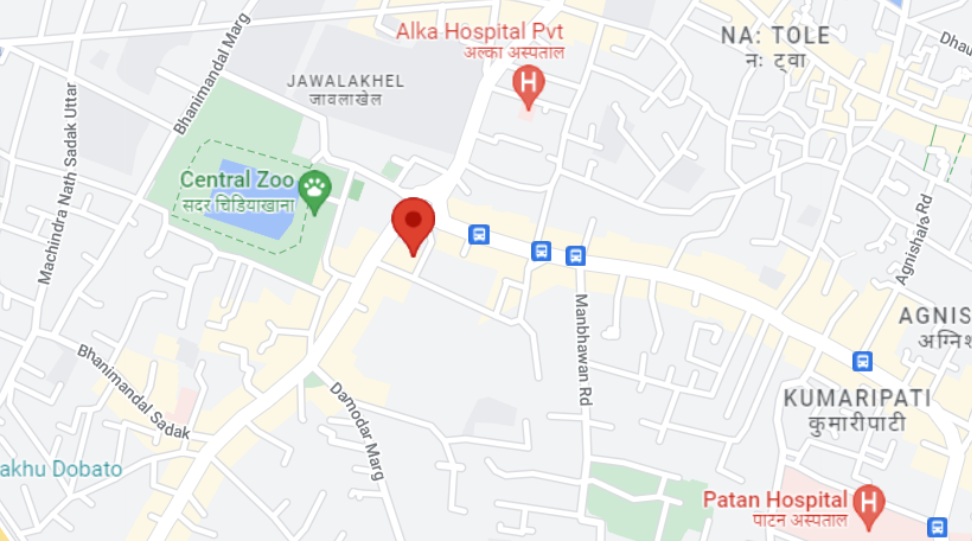 Alka Hospital Pvt
अल्का अस्पताल
NA: TOLE
नः ट्वा
Bhanimandal Marg
JAWALAKHEL
जावलाखेल
H
Machindra Nath Sadak Uttar
Central Zoo
सदर चिडियाखाना
Agnishala Rd
AGNIS
Manbhawan Rd
Bhanimandal Sadak
Damodar Marg
KUMARIPATI
कुमारीपाटी
akhu Dobato
Patan Hospital
पाटन अस्पताल
H